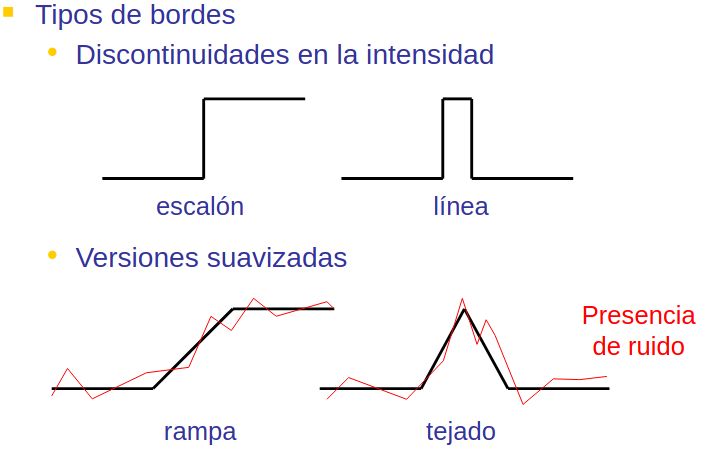 Tipos de bordes
Discontinuidades en la intensidad
escalón
línea
Versiones suavizadas
Presencia
de ruido
rampa
tejado